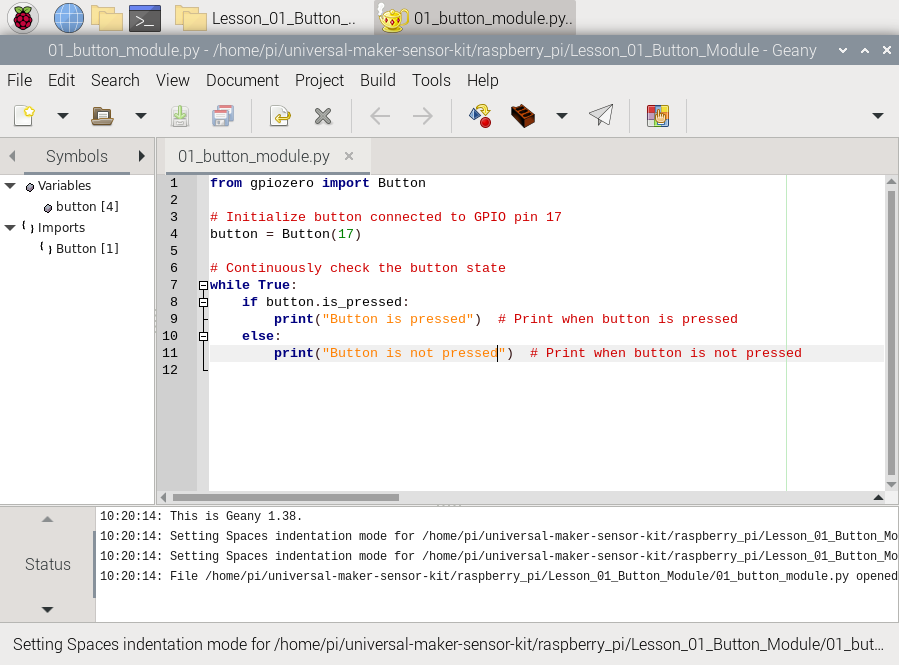 Lesson_01_Button_..
01_button_module.py..
01_button_module.py - /home/pi/universal-maker-sensor-kit/raspberry_pi/Lesson_01_Button_Module - Geany
File Edit Search View Document Project Build Tools Help
Symbols
01_button_module.py
Variables
button [4]
Imports
Button [1]
1 from gpiozero import Button
2
3 # Initialize button connected to GPIO pin 17
4 button = Button(17)
5
6 # Continuously check the button state
7 while True:
8 if button.is_pressed:
9 print("Button is pressed") # Print when button is pressed
10 else:
11 print("Button is not pressed") # Print when button is not pressed
12
Status
10:20:14: This is Geany 1.38.
10:20:14: Setting Spaces indentation mode for /home/pi/universal-maker-sensor-kit/raspberry_pi/Lesson_01_Button_Mo
10:20:14: Setting Spaces indentation mode for /home/pi/universal-maker-sensor-kit/raspberry_pi/Lesson_01_Button_Mo
10:20:14: File /home/pi/universal-maker-sensor-kit/raspberry_pi/Lesson_01_Button_Module/01_button_module.py opened
Setting Spaces indentation mode for /home/pi/universal-maker-sensor-kit/raspberry_pi/Lesson_01_Button_Module/01_but...